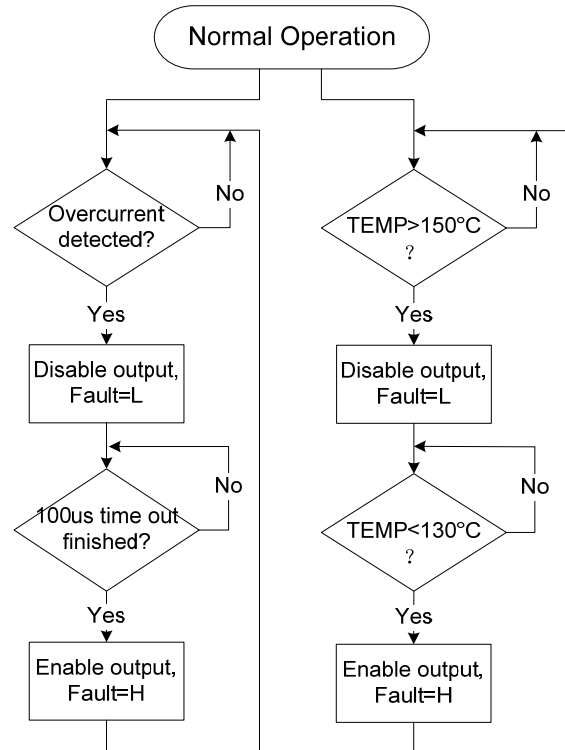 Normal Operation
Overcurrent
detected?
No
Yes
Disable output,
Fault=L
100us time out
finished?
No
Yes
Enable output,
Fault=H
TEMP>150°C
?
No
Yes
Disable output,
Fault=L
TEMP<130°C
?
No
Yes
Enable output,
Fault=H